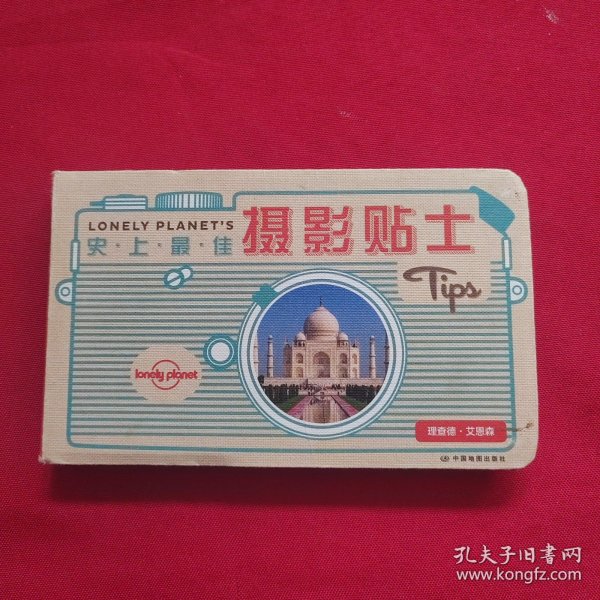 LONELY PLANET'S
史·上·最·佳
摄影贴士
Tips
lonely planet
理查德·艾恩森
中国地图出版社
孔夫子旧书网
www.kongfz.com